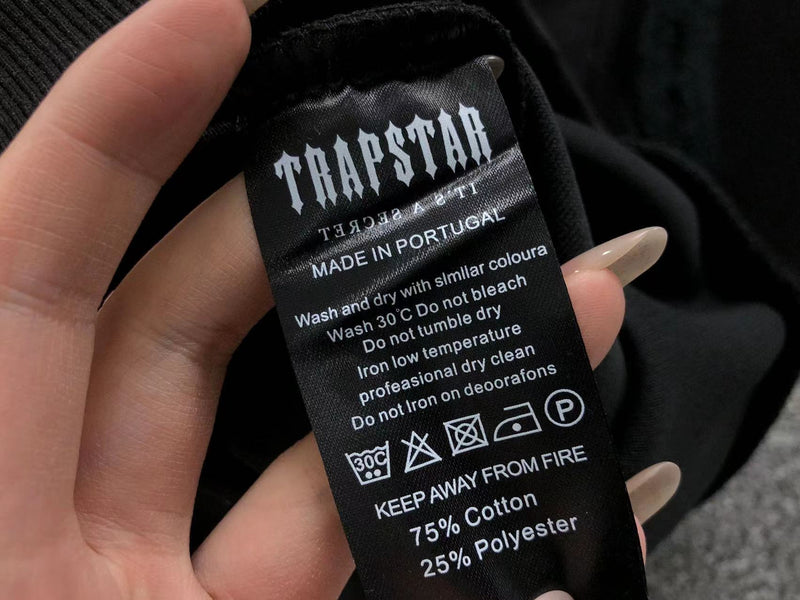 TRAPSTAR
IT'S A SECRET
MADE IN PORTUGAL
Wash and dry with similar coloura
Wash 30°C Do not bleach
Do not tumble dry
Iron low temperature
profeasional dry clean
Do not Iron on deoorafons
30C P
KEEP AWAY FROM FIRE
75% Cotton
25% Polyester